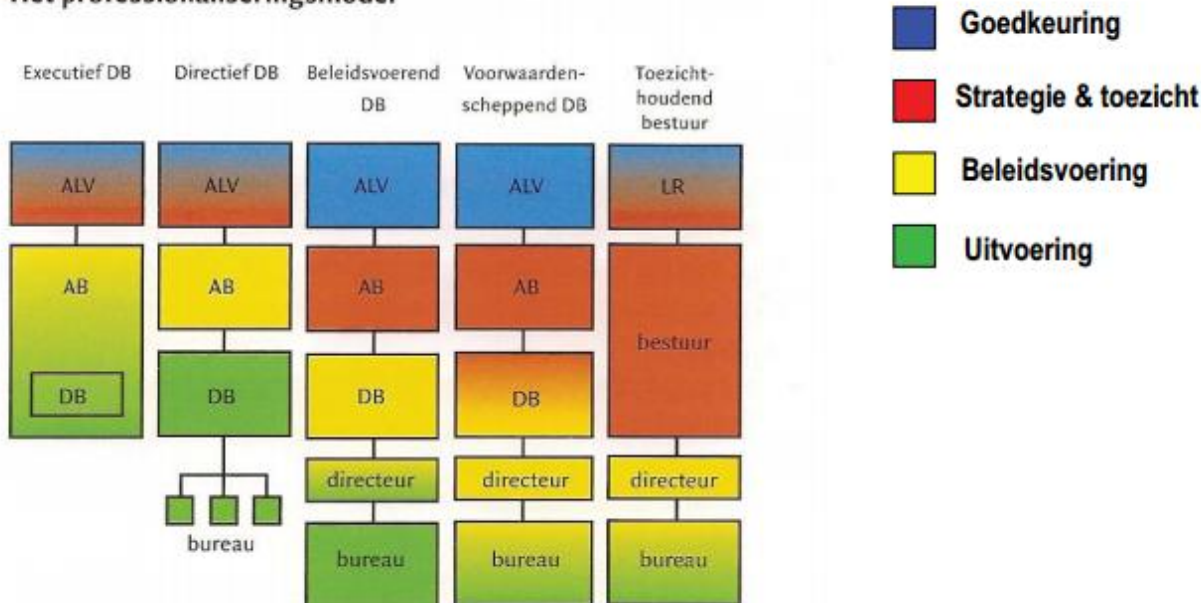 Het professionaliseringsmodel
Executief DB
Directief DB
Beleidsvoerend
DB
Voorwaarden-
scheppend DB
Toezicht-
houdend
bestuur
ALV
ALV
ALV
ALV
LR
AB
AB
AB
AB
bestuur
DB
DB
DB
DB
directeur
directeur
directeur
bureau
bureau
bureau
bureau
Goedkeuring
Strategie & toezicht
Beleidsvoering
Uitvoering